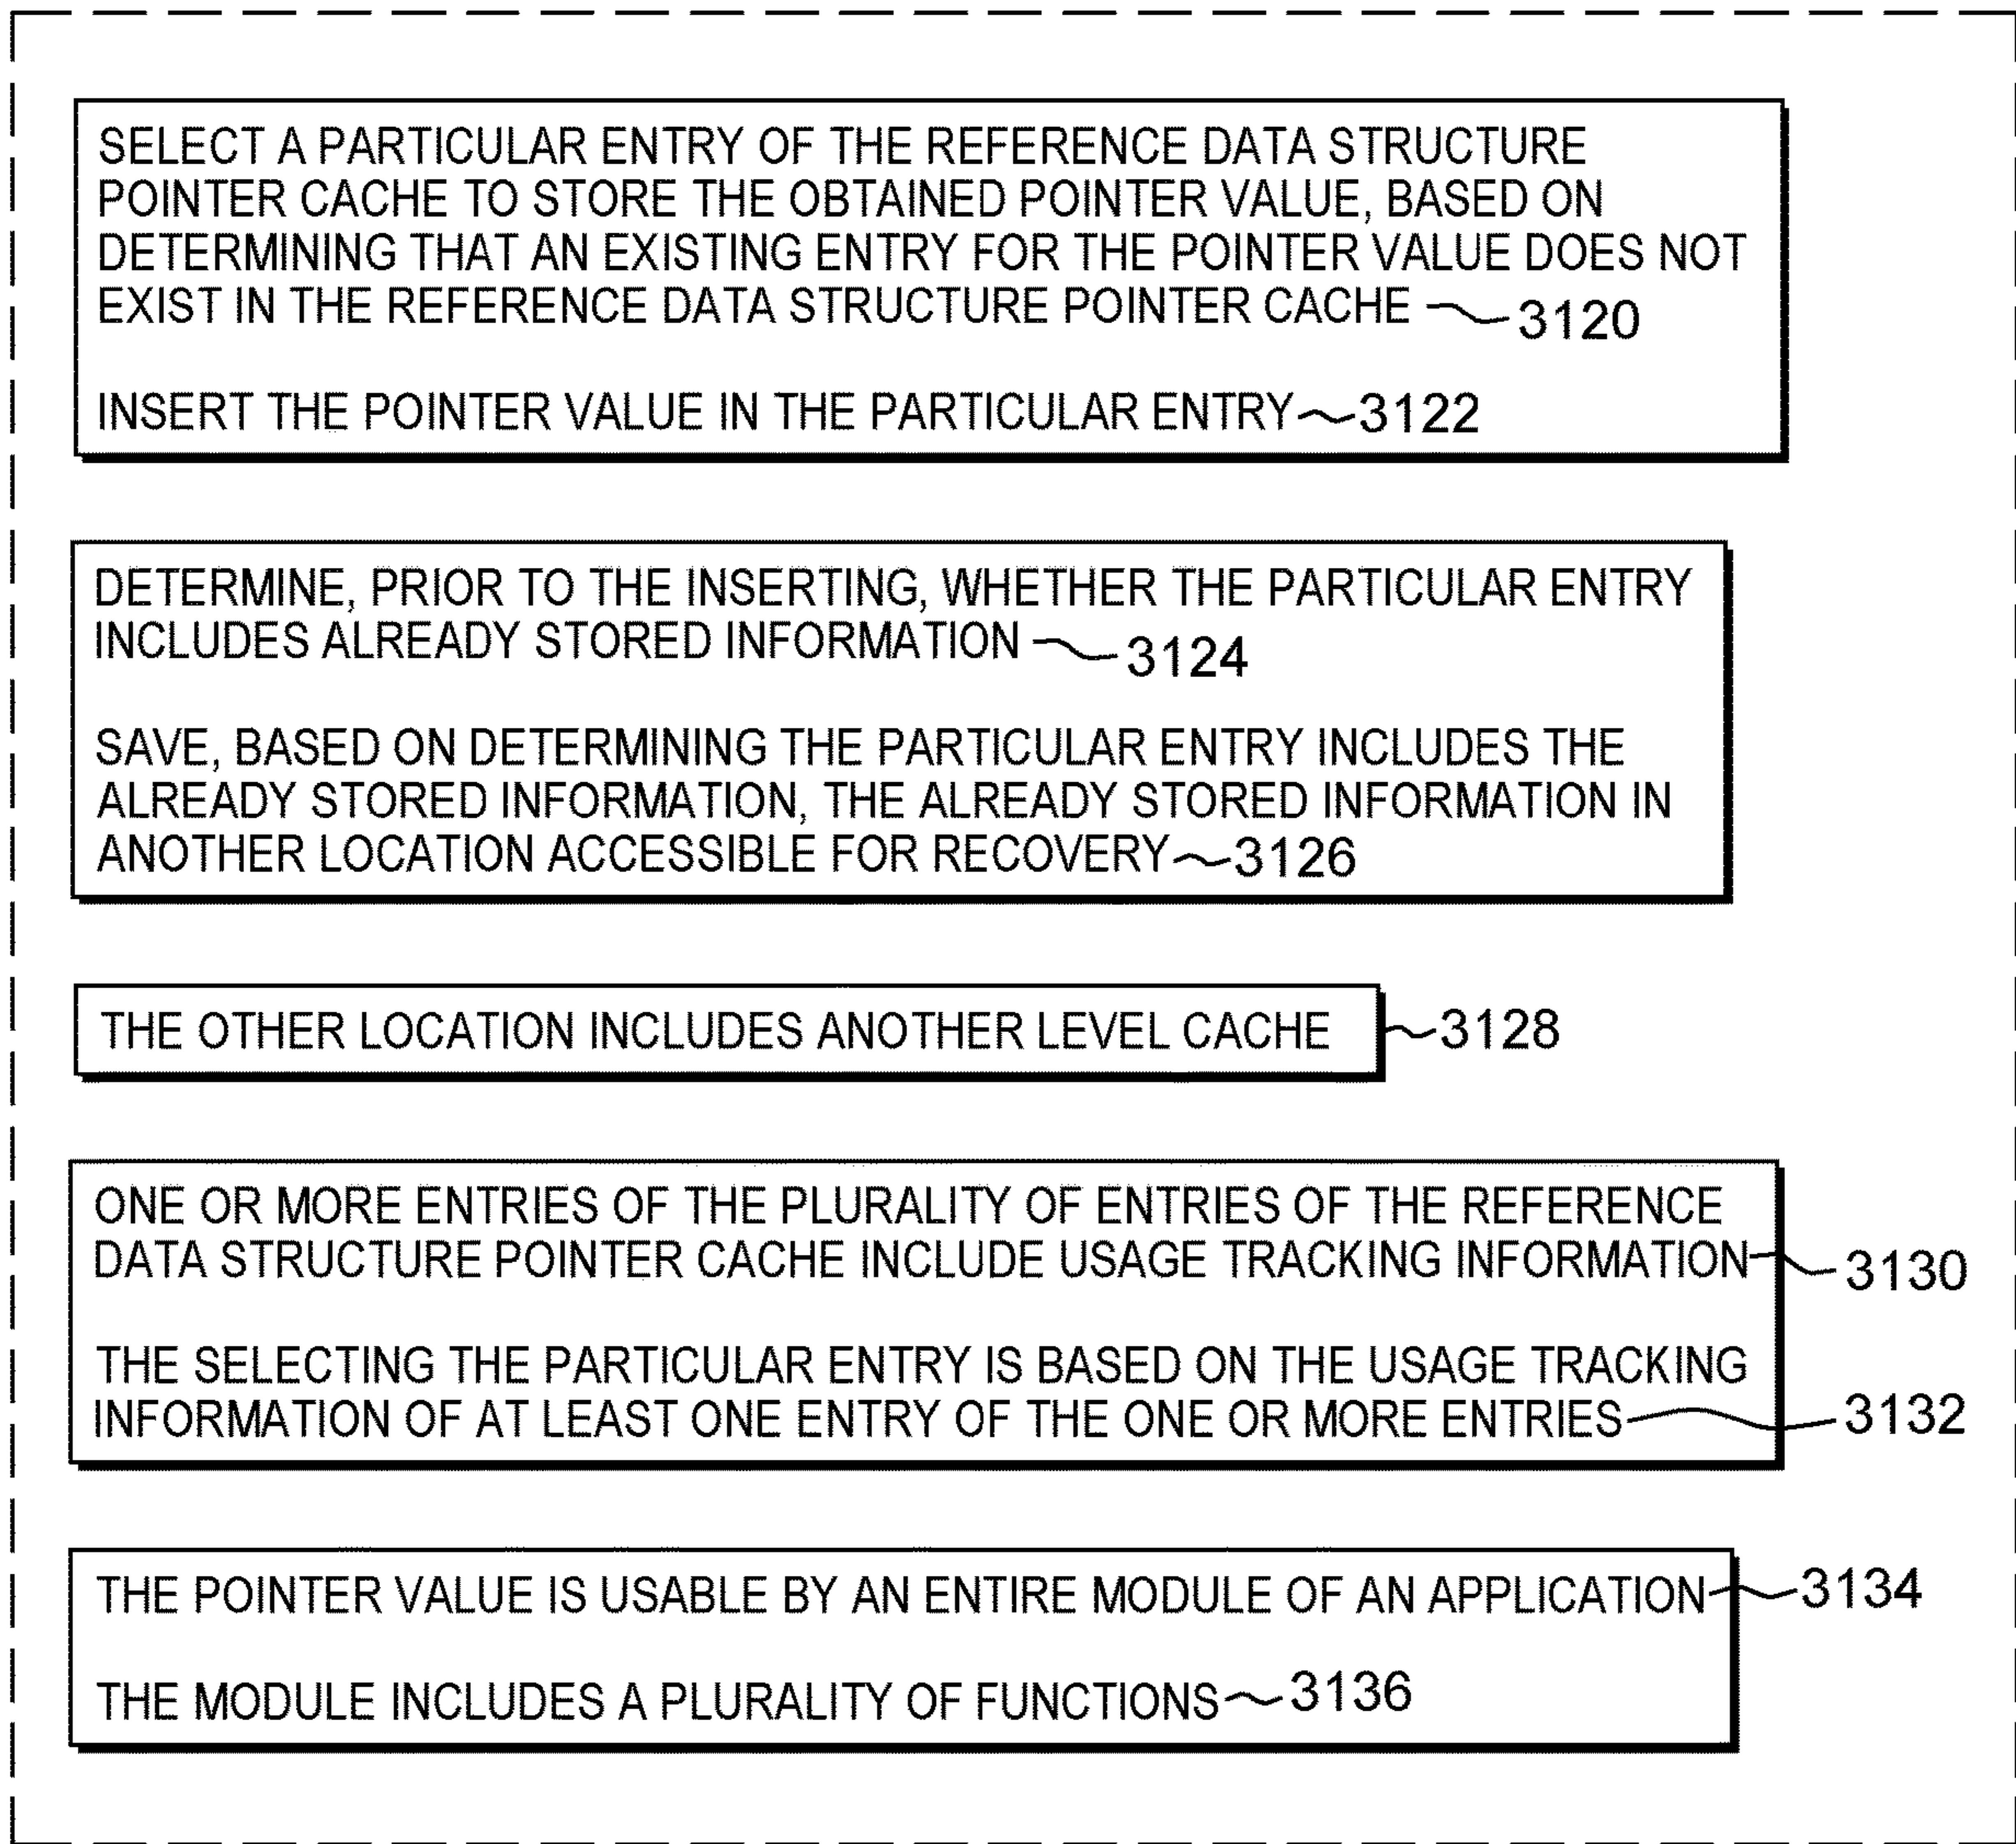 SELECT A PARTICULAR ENTRY OF THE REFERENCE DATA STRUCTURE
POINTER CACHE TO STORE THE OBTAINED POINTER VALUE, BASED ON
DETERMINING THAT AN EXISTING ENTRY FOR THE POINTER VALUE DOES NOT
EXIST IN THE REFERENCE DATA STRUCTURE POINTER CACHE 3120
INSERT THE POINTER VALUE IN THE PARTICULAR ENTRY 3122
DETERMINE, PRIOR TO THE INSERTING, WHETHER THE PARTICULAR ENTRY
INCLUDES ALREADY STORED INFORMATION 3124
SAVE, BASED ON DETERMINING THE PARTICULAR ENTRY INCLUDES THE
ALREADY STORED INFORMATION, THE ALREADY STORED INFORMATION IN
ANOTHER LOCATION ACCESSIBLE FOR RECOVERY 3126
THE OTHER LOCATION INCLUDES ANOTHER LEVEL CACHE 3128
ONE OR MORE ENTRIES OF THE PLURALITY OF ENTRIES OF THE REFERENCE
DATA STRUCTURE POINTER CACHE INCLUDE USAGE TRACKING INFORMATION 3130
THE SELECTING THE PARTICULAR ENTRY IS BASED ON THE USAGE TRACKING
INFORMATION OF AT LEAST ONE ENTRY OF THE ONE OR MORE ENTRIES 3132
THE POINTER VALUE IS USABLE BY AN ENTIRE MODULE OF AN APPLICATION 3134
THE MODULE INCLUDES A PLURALITY OF FUNCTIONS 3136